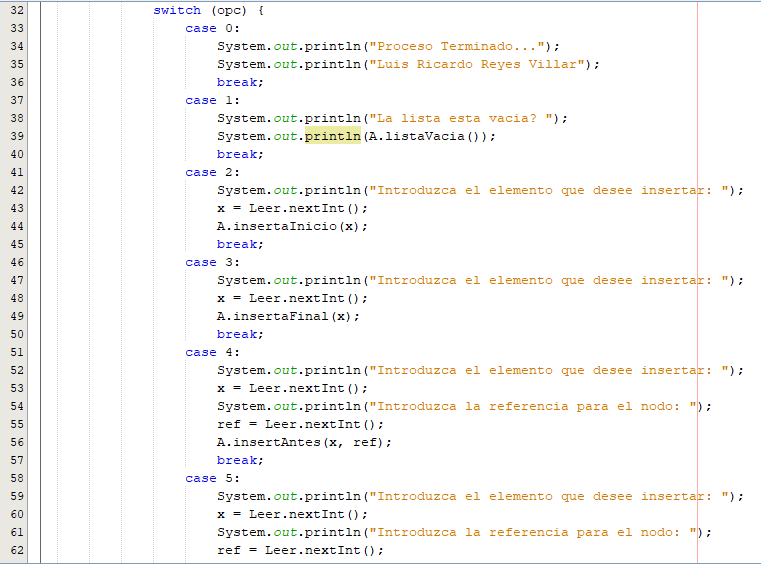 32 switch (opc) {
33 case 0:
34 System.out.println("Proceso Terminado...");
35 System.out.println("Luis Ricardo Reyes Villar");
36 break;
37 case 1:
38 System.out.println("La lista esta vacia? ");
39 System.out.println(A.listaVacia());
40 break;
41 case 2:
42 System.out.println("Introduzca el elemento que desee insertar: ");
43 x = Leer.nextInt();
44 A.insertaInicio(x);
45 break;
46 case 3:
47 System.out.println("Introduzca el elemento que desee insertar: ");
48 x = Leer.nextInt();
49 A.insertaFinal(x);
50 break;
51 case 4:
52 System.out.println("Introduzca el elemento que desee insertar: ");
53 x = Leer.nextInt();
54 System.out.println("Introduzca la referencia para el nodo: ");
55 ref = Leer.nextInt();
56 A.insertAntes(x, ref);
57 break;
58 case 5:
59 System.out.println("Introduzca el elemento que desee insertar: ");
60 x = Leer.nextInt();
61 System.out.println("Introduzca la referencia para el nodo: ");
62 ref = Leer.nextInt();